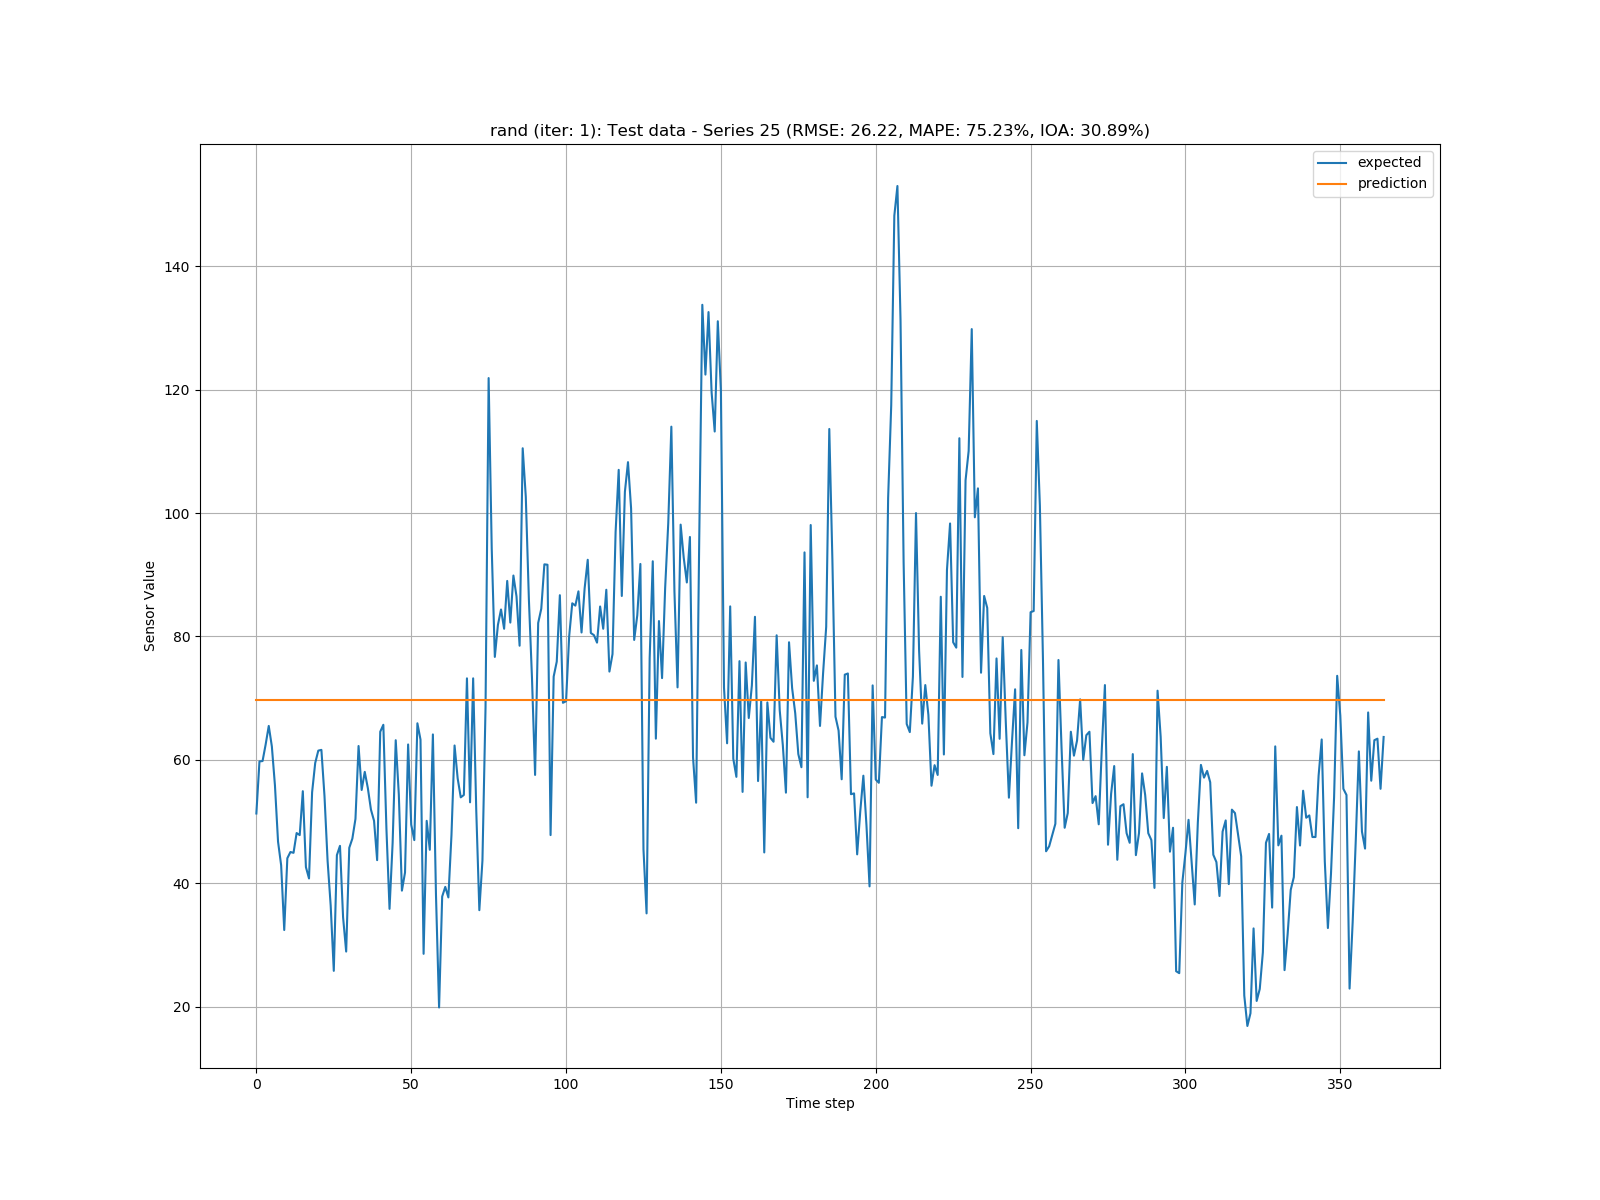 rand (iter: 1): Test data - Series 25 (RMSE: 26.22, MAPE: 75.23%, IOA: 30.89%)
expected
prediction
140
120
100
80
60
40
20
Sensor Value
0 50 100 150 200 250 300 350
Time step